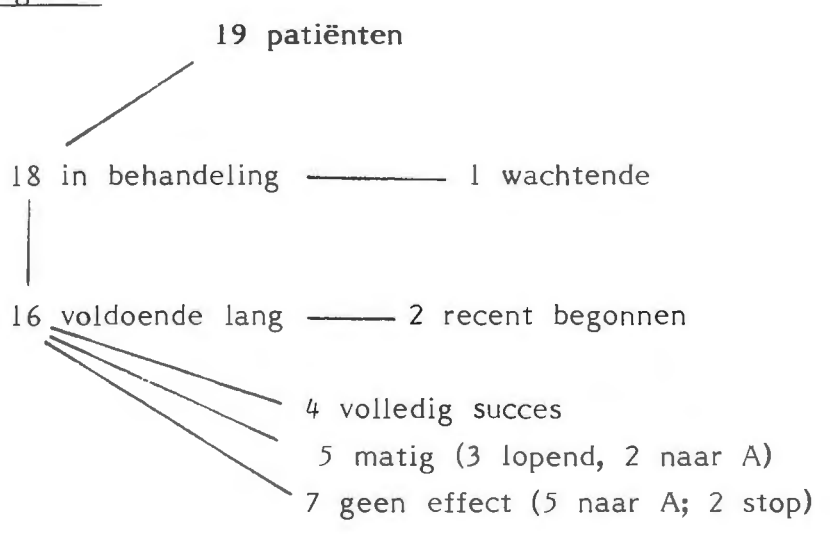 19 patiënten
18 in behandeling 1 wachtende
16 voldoende lang 2 recent begonnen
4 volledig succes
5 matig (3 lopend, 2 naar A)
7 geen effect (5 naar A; 2 stop)